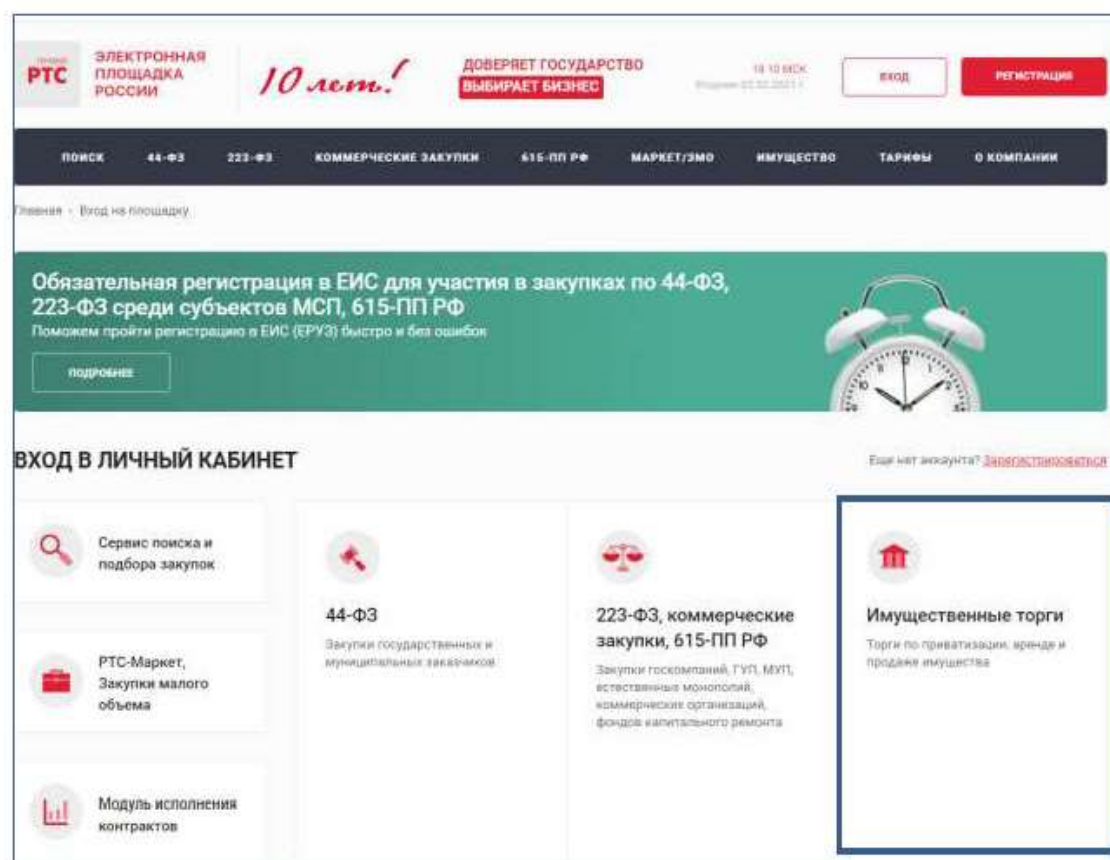 РТС
ЭЛЕКТРОННАЯ
ПЛОЩАДКА
РОССИИ
10 лет!
ДОВЕРЯЕТ ГОСУДАРСТВО
ВЫБИРАЕТ БИЗНЕС
ВХОД
РЕГИСТРАЦИЯ
ПОИСК 44-ФЗ 223-ФЗ КОММЕРЧЕСКИЕ ЗАКУПКИ 615-ПП РФ МАРКЕТ/ЗМО ИМУЩЕСТВО ТАРИФЫ О КОМПАНИИ
Главная - Вход на площадку
Обязательная регистрация в ЕИС для участия в закупках по 44-ФЗ,
223-ФЗ среди субъектов МСП, 615-ПП РФ
Поможем пройти регистрацию в ЕИС (ЕРУЗ) быстро и без ошибок
ПОДРОБНЕЕ
ВХОД В ЛИЧНЫЙ КАБИНЕТ
Еще нет аккаунта? Зарегистрироваться
Сервис поиска и
подбора закупок
РТС-Маркет,
Закупки малого
объема
Модуль исполнения
контрактов
44-ФЗ
Закупки государственных и
муниципальных заказчиков
223-ФЗ, коммерческие
закупки, 615-ПП РФ
Закупки госкомпаний, ГУП, МУП,
естественных монополий,
коммерческих организаций,
фондов капитального ремонта
Имущественные торги
Торги по приватизации, аренде и
продаже имущества